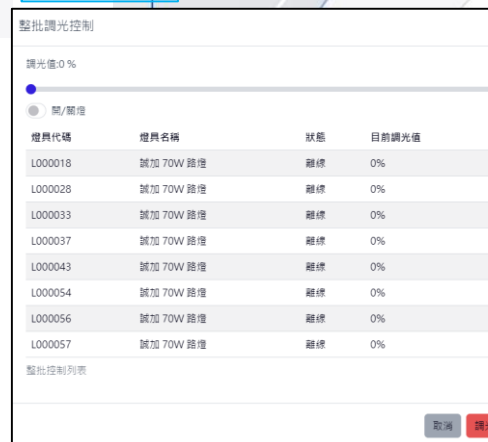 整批調光控制
調光值:0 %
開/關燈
燈具代碼 燈具名稱 狀態 目前調光值
L000018 誠加 70W 路燈 離線 0%
L000028 誠加 70W 路燈 離線 0%
L000033 誠加 70W 路燈 離線 0%
L000037 誠加 70W 路燈 離線 0%
L000043 誠加 70W 路燈 離線 0%
L000054 誠加 70W 路燈 離線 0%
L000056 誠加 70W 路燈 離線 0%
L000057 誠加 70W 路燈 離線 0%
整批控制列表
取消 調